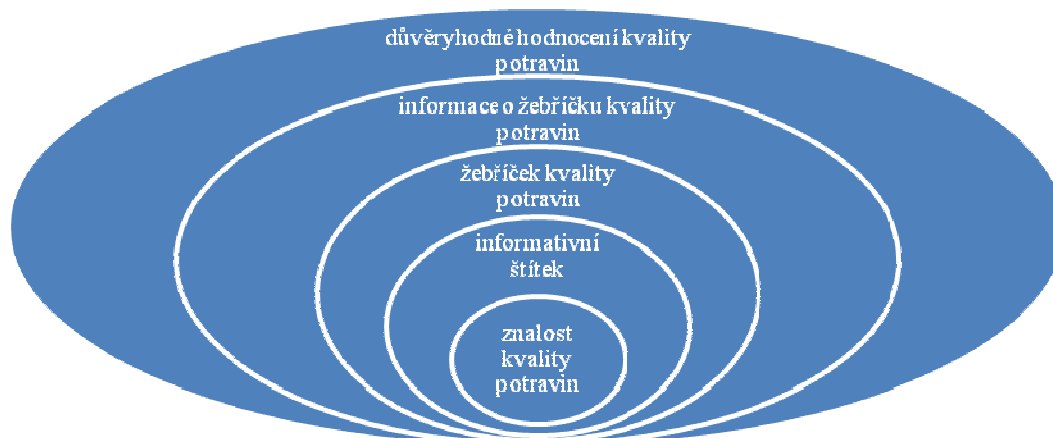 důvěryhodné hodnocení kvality
potravin
informace o žebříčku kvality
potravin
žebříček kvality
potravin
informativní
štítek
znalost
kvality
potravin